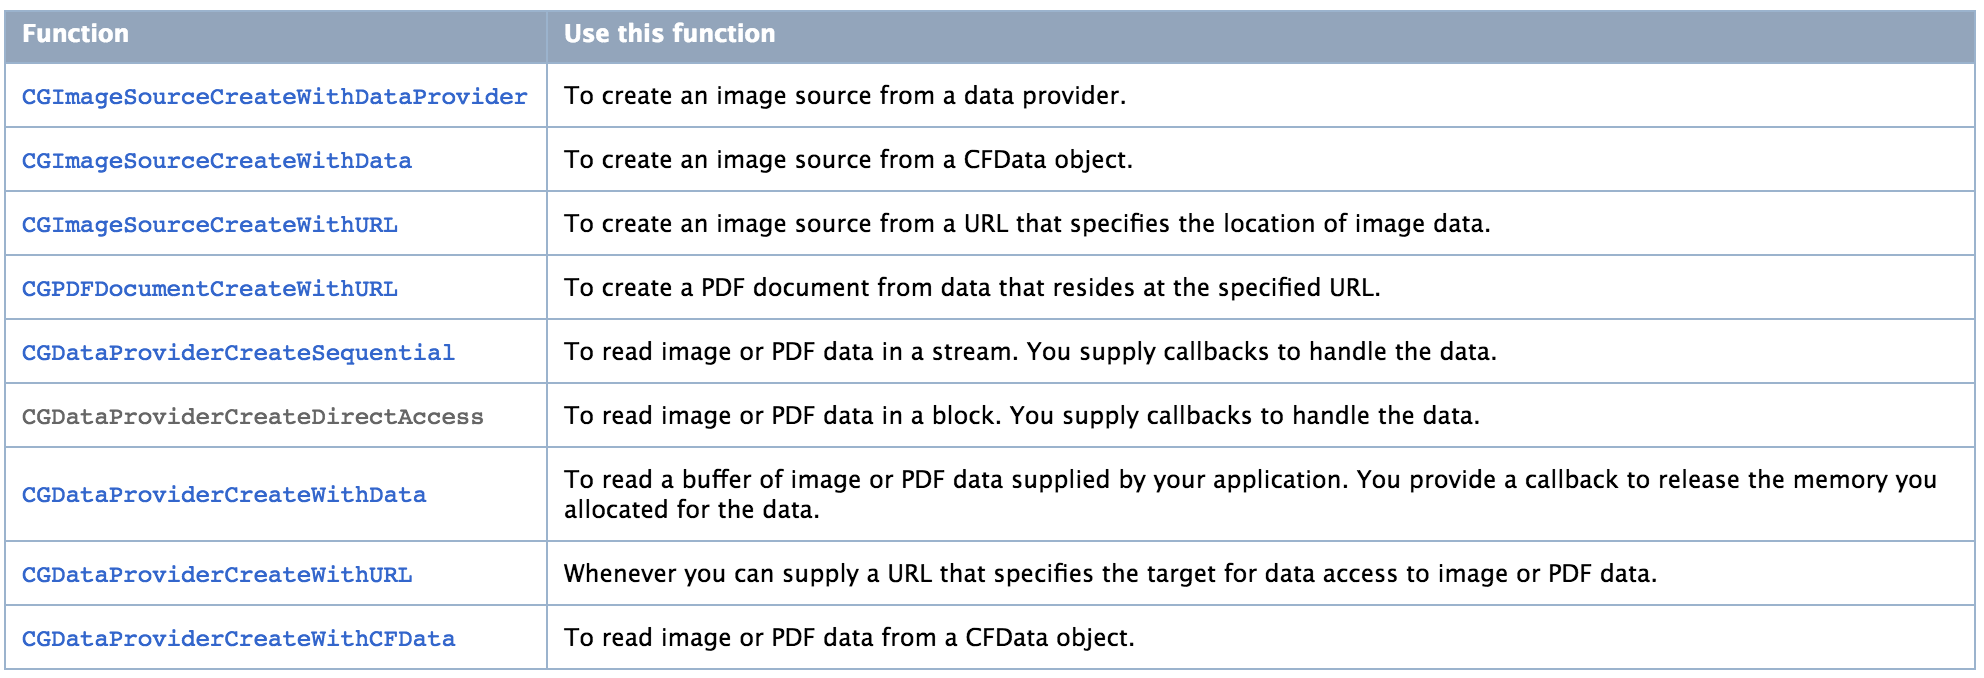 Function Use this function
CGImageSourceCreateWithDataProvider To create an image source from a data provider.
CGImageSourceCreateWithData To create an image source from a CFData object.
CGImageSourceCreateWithURL To create an image source from a URL that specifies the location of image data.
CGPDFDocumentCreateWithURL To create a PDF document from data that resides at the specified URL.
CGDataProviderCreateSequential To read image or PDF data in a stream. You supply callbacks to handle the data.
CGDataProviderCreateDirectAccess To read image or PDF data in a block. You supply callbacks to handle the data.
CGDataProviderCreateWithData To read a buffer of image or PDF data supplied by your application. You provide a callback to release the memory you
allocated for the data.
CGDataProviderCreateWithURL Whenever you can supply a URL that specifies the target for data access to image or PDF data.
CGDataProviderCreateWithCFData To read image or PDF data from a CFData object.